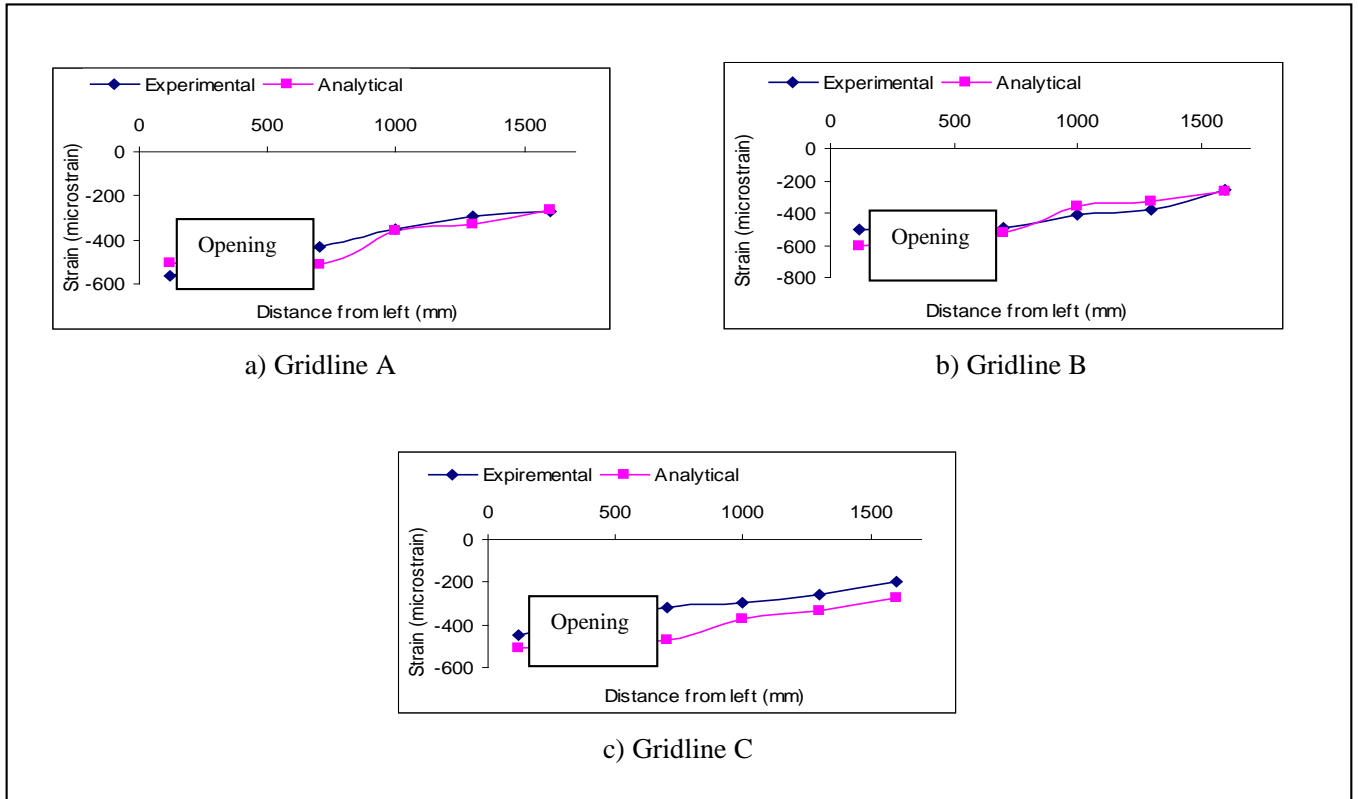 Experimental Analytical
0 500 1000 1500
0
-200
-400
-600
Strain (microstrain)
Opening
Distance from left (mm)
a) Gridline A
Experimental Analytical
0 500 1000 1500
0
-200
-400
-600
-800
Strain (microstrain)
Opening
Distance from left (mm)
b) Gridline B
Expiremental Analytical
0 500 1000 1500
0
-200
-400
-600
Strain (microstrain)
Opening
Distance from left (mm)
c) Gridline C